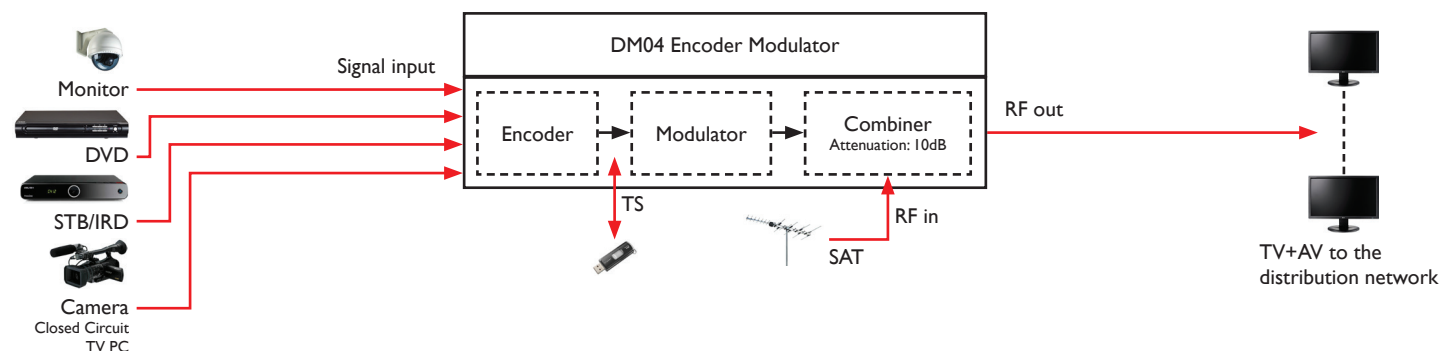 DM04 Encoder Modulator
Signal input
Monitor
DVD
STB/IRD
Camera
Closed Circuit
TV PC
Encoder
Modulator
Combiner
Attenuation: 10dB
TS
RF in
SAT
RF out
TV+AV to the
distribution network